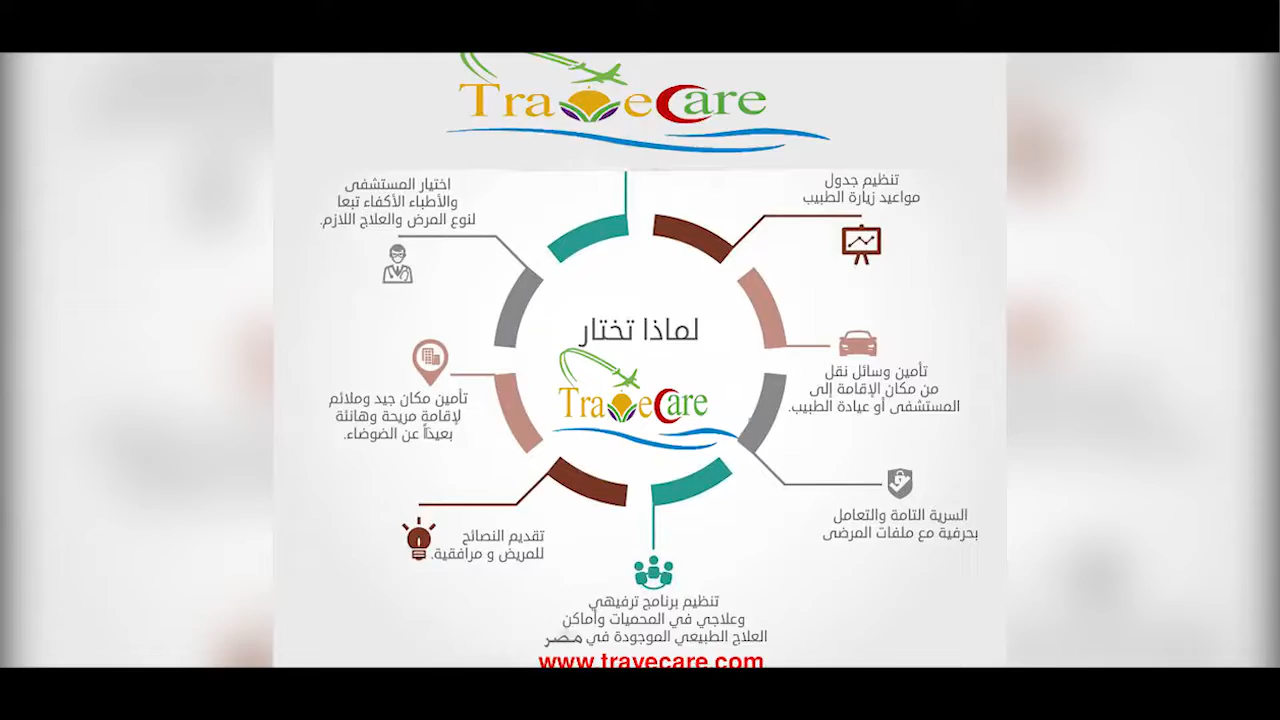 TraveCare
تنظيم جدول
مواعيد زيارة الطبيب
اختيار المستشفى
والأطباء الأكفاء تبعا
لنوع المرض والعلاج اللازم.
لماذا تختار
TraveCare
تأمين وسائل نقل
من مكان الإقامة إلى
المستشفى أو عيادة الطبيب.
تأمين مكان جيد وملائم
لإقامة مريحة وهانئة
بعيداً عن الضوضاء.
السرية التامة والتعامل
بحرفية مع ملفات المرضى
تقديم النصائح
للمريض و مرافقية.
تنظيم برنامج ترفيهي
وعلاجي في المحميات وأماكن
العلاج الطبيعي الموجودة في مصر
www.travecare.com